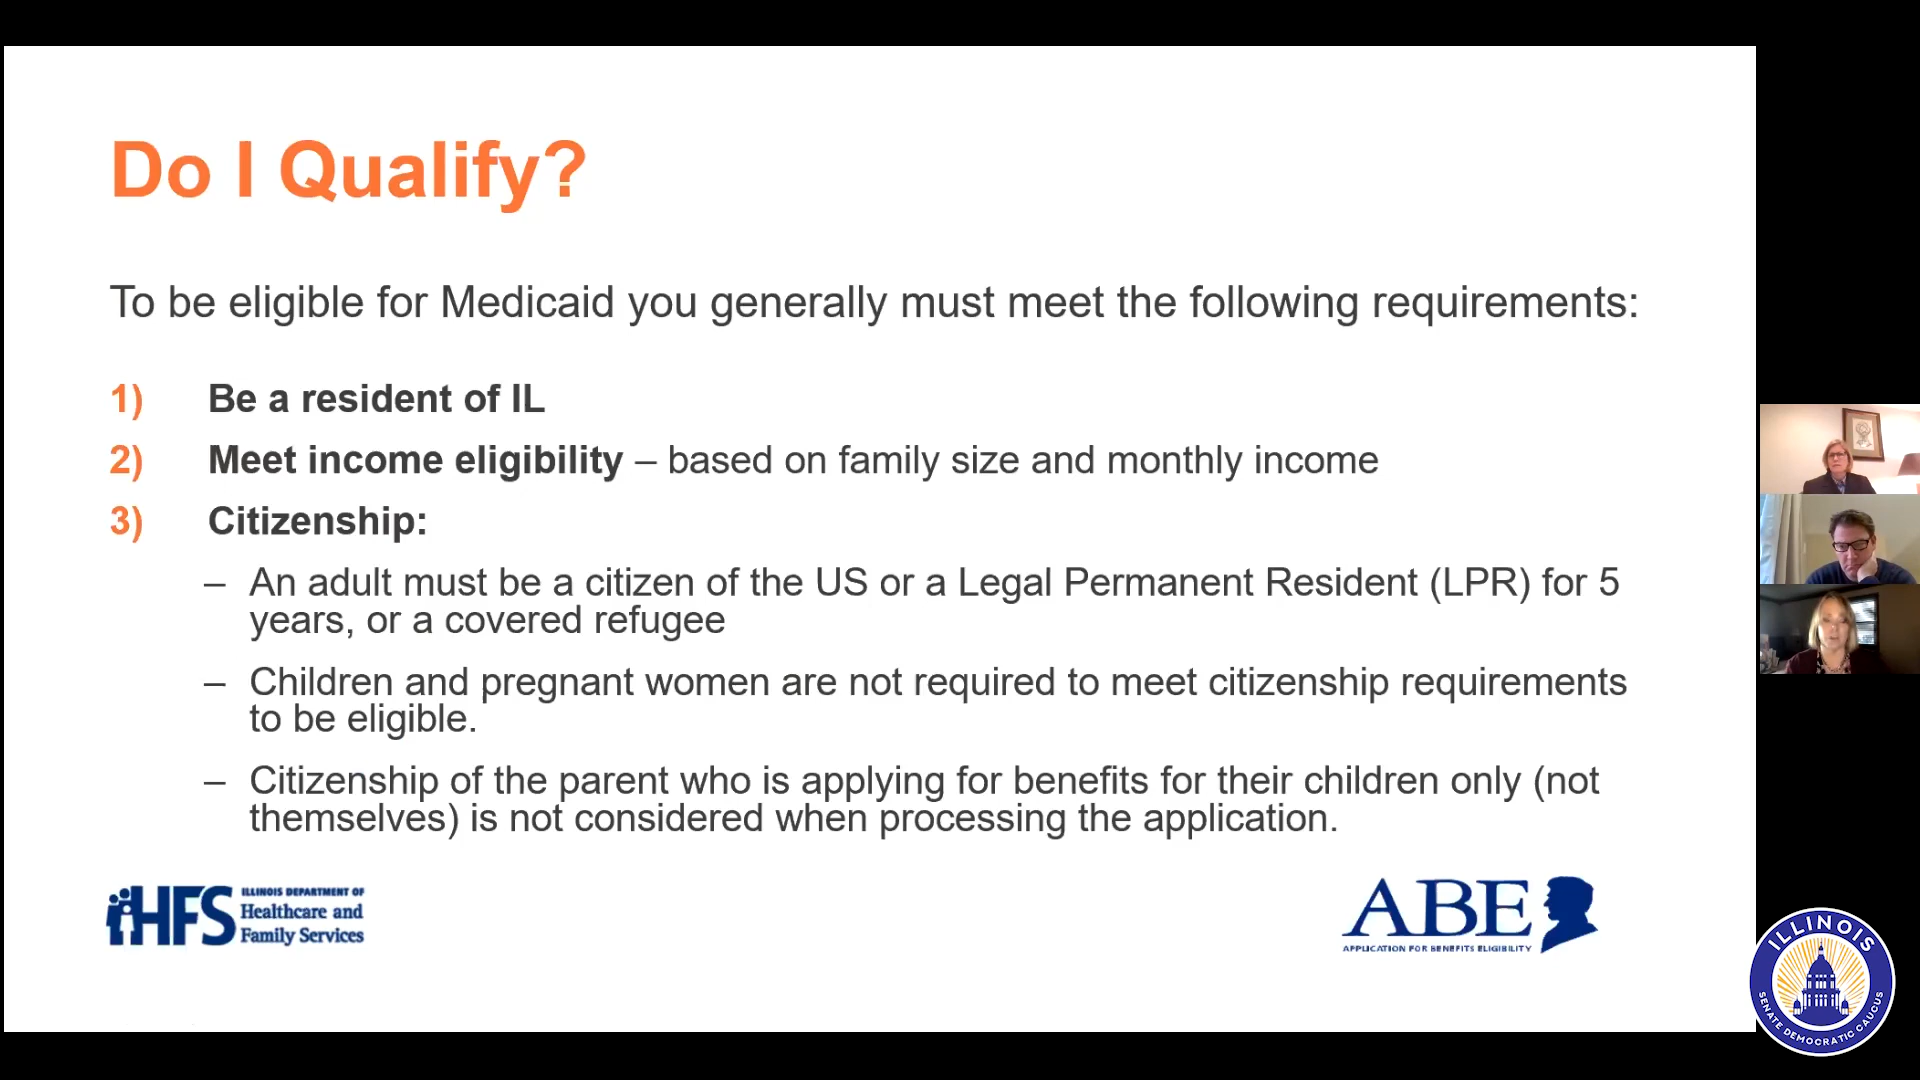 Do I Qualify?
To be eligible for Medicaid you generally must meet the following requirements:
1) Be a resident of IL
2) Meet income eligibility – based on family size and monthly income
3) Citizenship:
– An adult must be a citizen of the US or a Legal Permanent Resident (LPR) for 5
years, or a covered refugee
– Children and pregnant women are not required to meet citizenship requirements
to be eligible.
– Citizenship of the parent who is applying for benefits for their children only (not
themselves) is not considered when processing the application.
HFS
ILLINOIS DEPARTMENT OF
Healthcare and
Family Services
ABE
APPLICATION FOR BENEFITS ELIGIBILITY
ILLINOIS
SENATE DEMOCRATIC CAUCUS